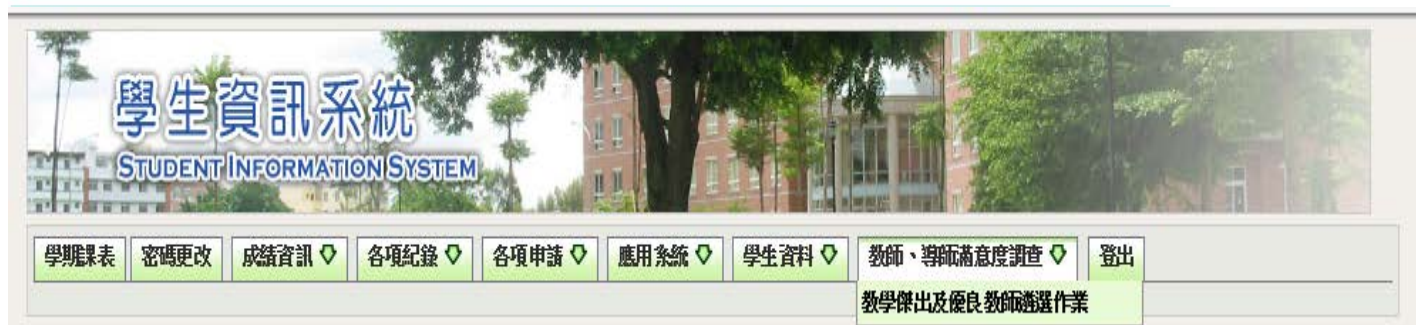 學生資訊系統
STUDENT INFORMATION SYSTEM
學期課表 密碼更改 成績資訊 各項紀錄 各項申請 應用系統 學生資料 教師、導師滿意度調查 登出
教學傑出及優良教師遴選作業